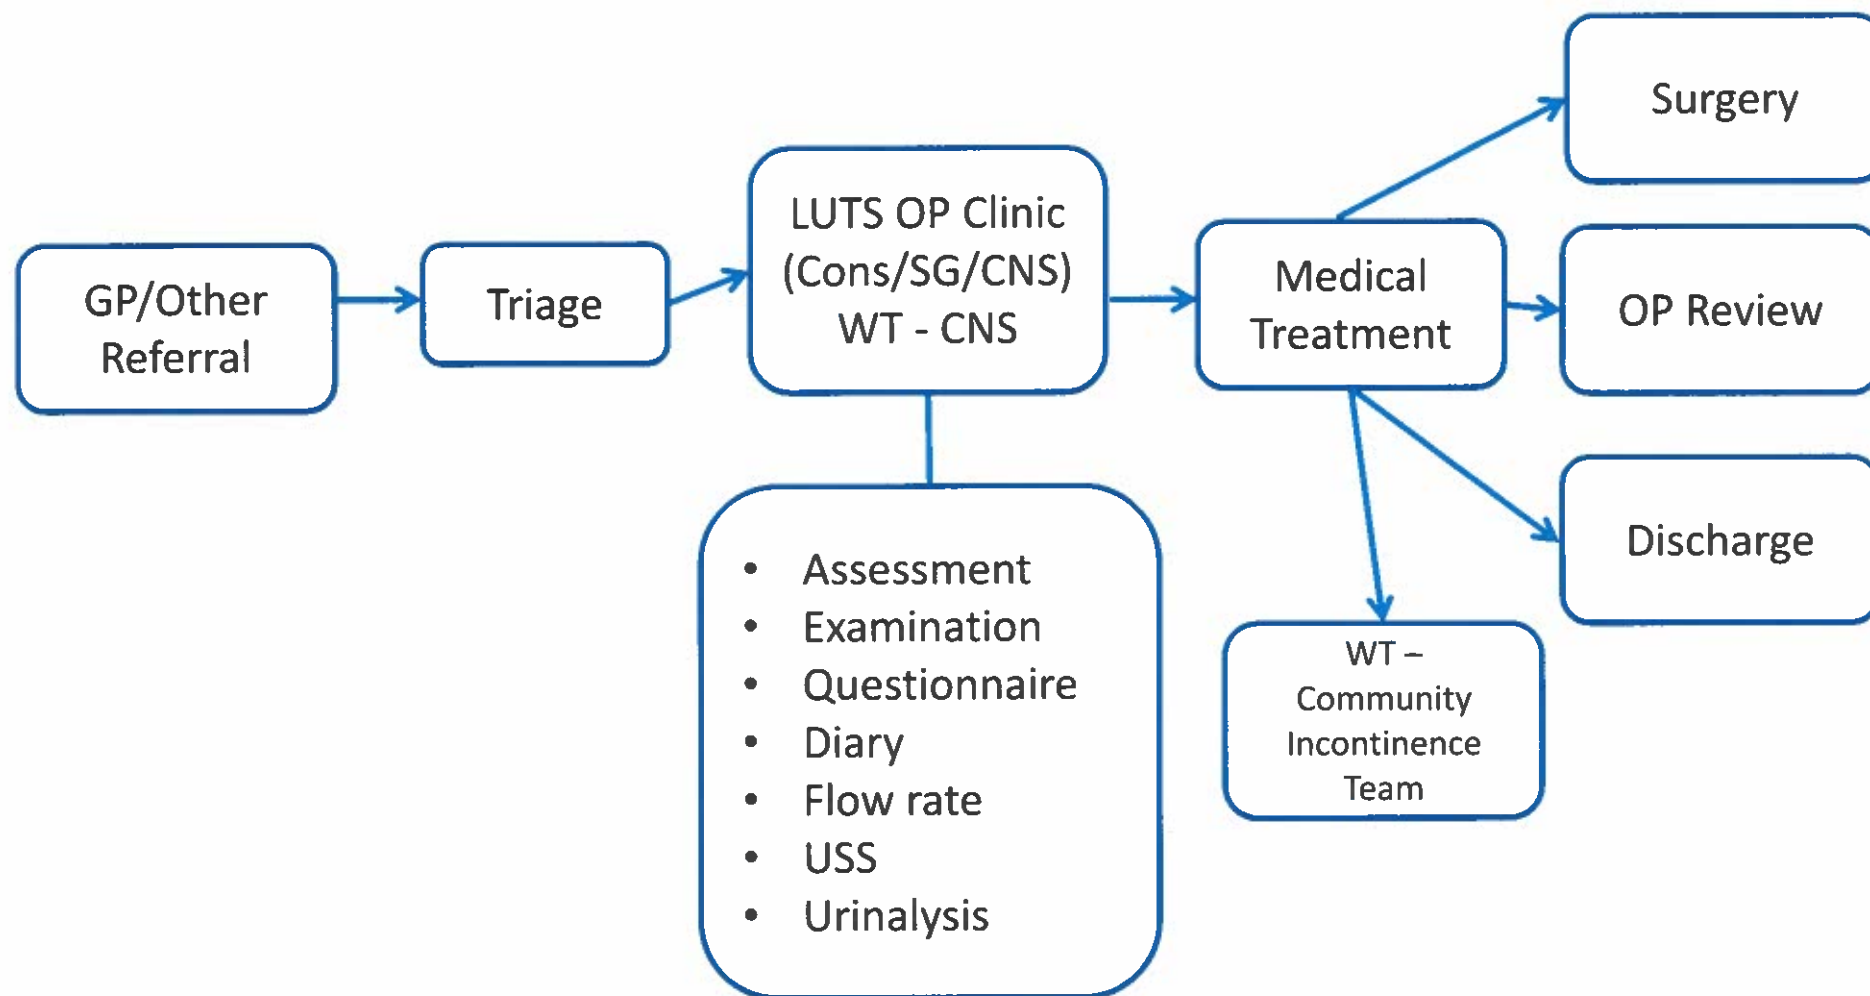 GP/Other
Referral
Triage
LUTS OP Clinic
(Cons/SG/CNS)
WT - CNS
• Assessment
• Examination
• Questionnaire
• Diary
• Flow rate
• USS
• Urinalysis
Medical
Treatment
Surgery
OP Review
Discharge
WT –
Community
Incontinence
Team